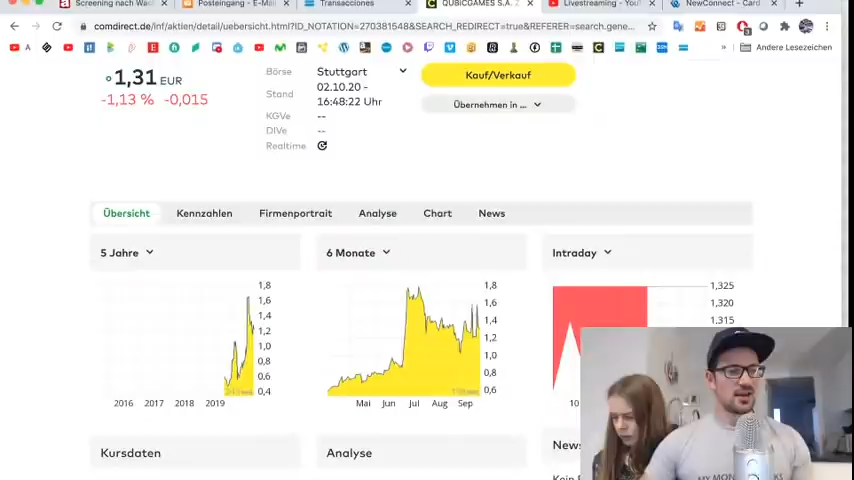 Screening nach Wac
Posteingang - E-Mai
Transacciones
QUBICGAMES S.A. Z
Livestreaming - YouT
NewConnect - Card
comdirect.de/inf/aktien/detail/uebersicht.html?ID_NOTATION=270381548&SEARCH_REDIRECT=true&REFERER=search.gene...
Andere Lesezeichen
1,31 EUR
-1,13 % -0,015
Börse Stuttgart
Stand 02.10.20 -
16:48:22 Uhr
KGVe --
DIVe --
Realtime
Kauf/Verkauf
Übernehmen in ...
Übersicht Kennzahlen Firmenportrait Analyse Chart News
5 Jahre
1,8
1,6
1,4
1,2
1,0
0,8
0,6
0,4
2016 2017 2018 2019
6 Monate
1,8
1,6
1,4
1,2
1,0
0,8
0,6
Mai Jun Jul Aug Sep
Intraday
1,325
1,320
1,315
10
Kursdaten
Analyse
News
MY MON